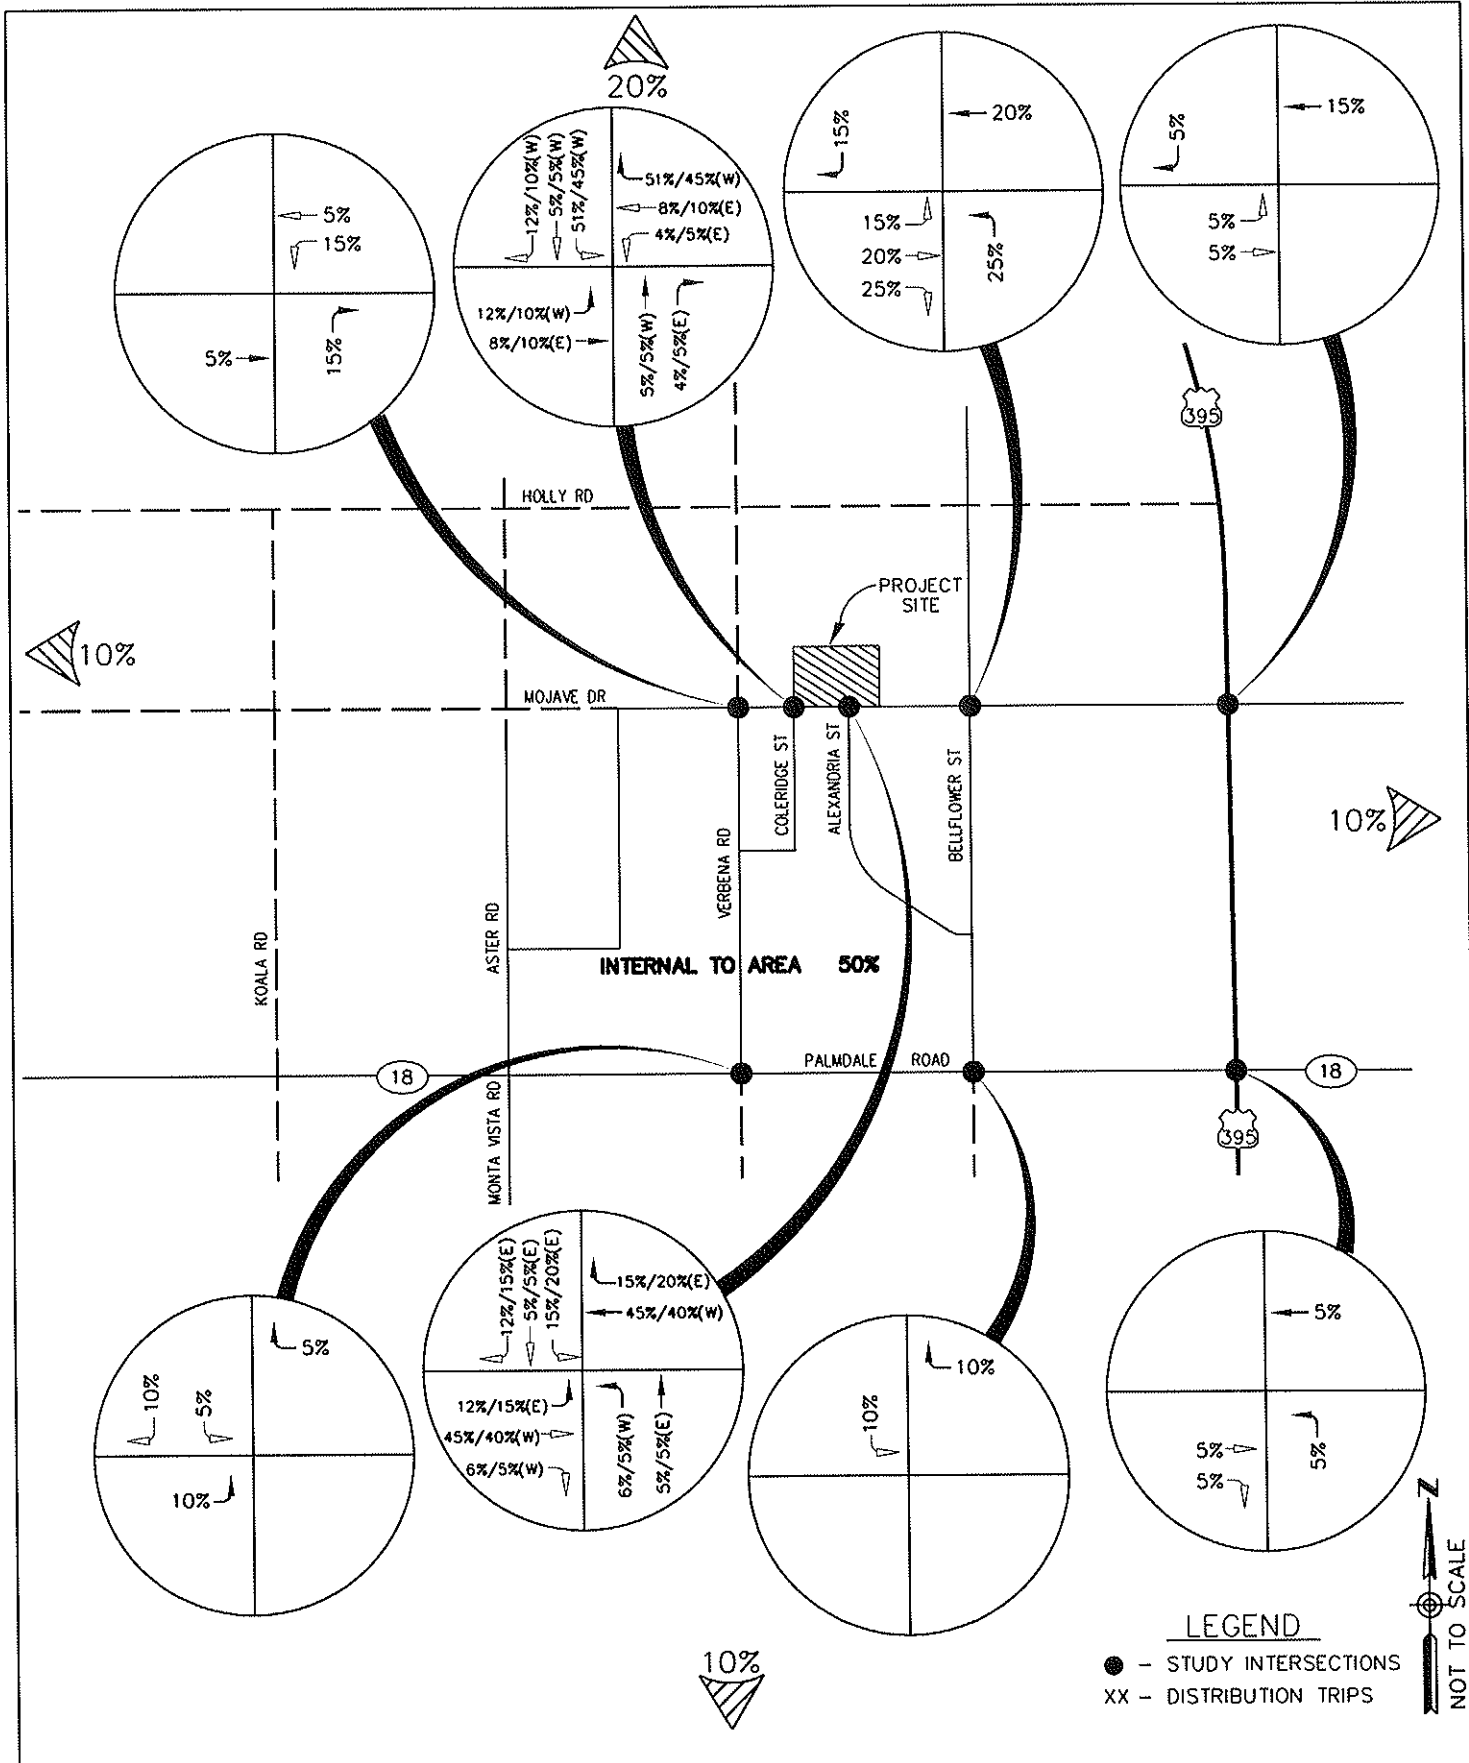 20%
5%
15%
5%
15%
12%/10%(W)
5%/5%(W)
51%/45%(W)
51%/45%(W)
8%/10%(E)
4%/5%(E)
12%/10%(W)
8%/10%(E)
5%/5%(W)
4%/5%(E)
15%
20%
15%
20%
25%
25%
5%
15%
5%
5%
395
HOLLY RD
PROJECT
SITE
10%
MOJAVE DR
COLERIDGE ST
ALEXANDRIA ST
BELLFLOWER ST
VERBENA RD
10%
KOALA RD
ASTER RD
INTERNAL TO AREA 50%
18
PALMDALE ROAD
18
MONTA VISTA RD
395
10%
5%
5%
10%
12%/15%(E)
5%/5%(E)
15%/20%(E)
15%/20%(E)
45%/40%(W)
12%/15%(E)
45%/40%(W)
6%/5%(W)
6%/5%(W)
5%/5%(E)
10%
10%
5%
5%
5%
5%
10%
LEGEND
- STUDY INTERSECTIONS
XX - DISTRIBUTION TRIPS
Z
NOT TO SCALE